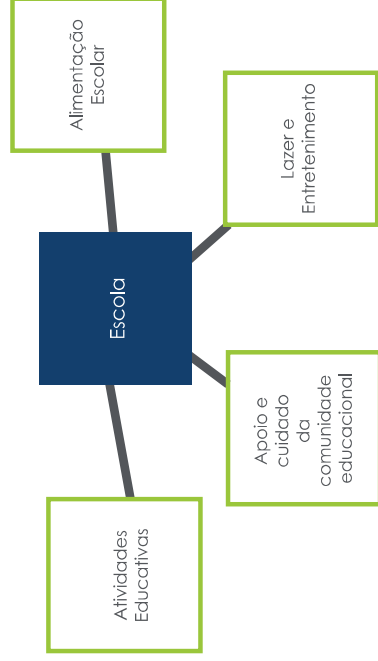 Escola
Atividades
Educativas
Apoio e
cuidado
da
comunidade
educacional
Lazer e
Entretenimento
Alimentação
Escolar